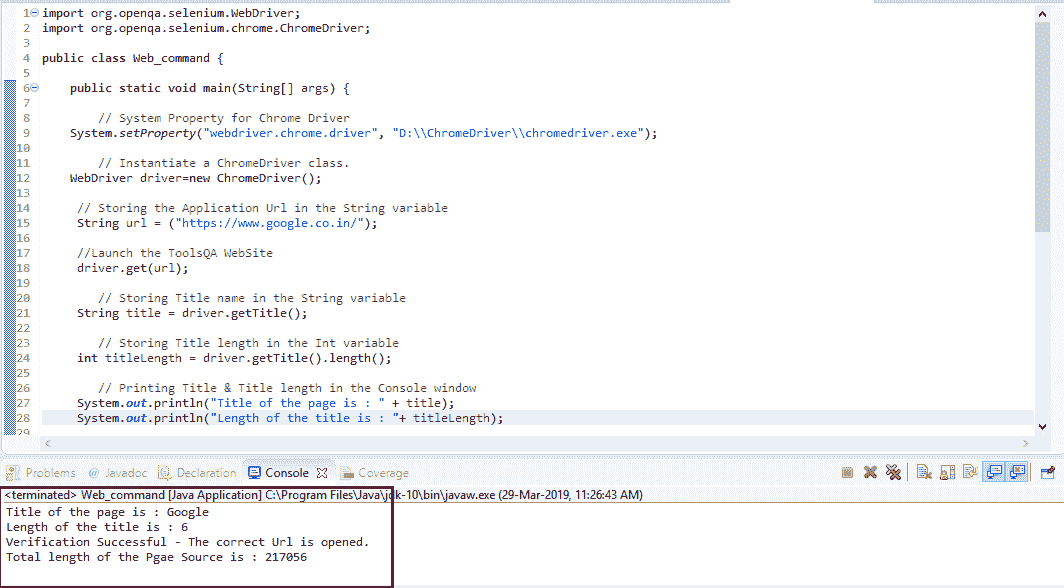 1 import org.openqa.selenium.WebDriver;
2 import org.openqa.selenium.chrome.ChromeDriver;
3
4 public class Web_command {
5
6 public static void main(String[] args) {
7
8 // System Property for Chrome Driver
9 System.setProperty("webdriver.chrome.driver", "D:\\ChromeDriver\\chromedriver.exe");
10
11 // Instantiate a ChromeDriver class.
12 WebDriver driver=new ChromeDriver();
13
14 // Storing the Application Url in the String variable
15 String url = ("https://www.google.co.in/");
16
17 //Launch the ToolsQA WebSite
18 driver.get(url);
19
20 // Storing Title name in the String variable
21 String title = driver.getTitle();
22
23 // Storing Title length in the Int variable
24 int titleLength = driver.getTitle().length();
25
26 // Printing Title & Title length in the Console window
27 System.out.println("Title of the page is : " + title);
28 System.out.println("Length of the title is : "+ titleLength);
29
Problems @ Javadoc Declaration Console Coverage
<terminated> Web_command [Java Application] C:\Program Files\Java\jdk-10\bin\javaw.exe (29-Mar-2019, 11:26:43 AM)
Title of the page is : Google
Length of the title is : 6
Verification Successful - The correct Url is opened.
Total length of the Pgae Source is : 217056